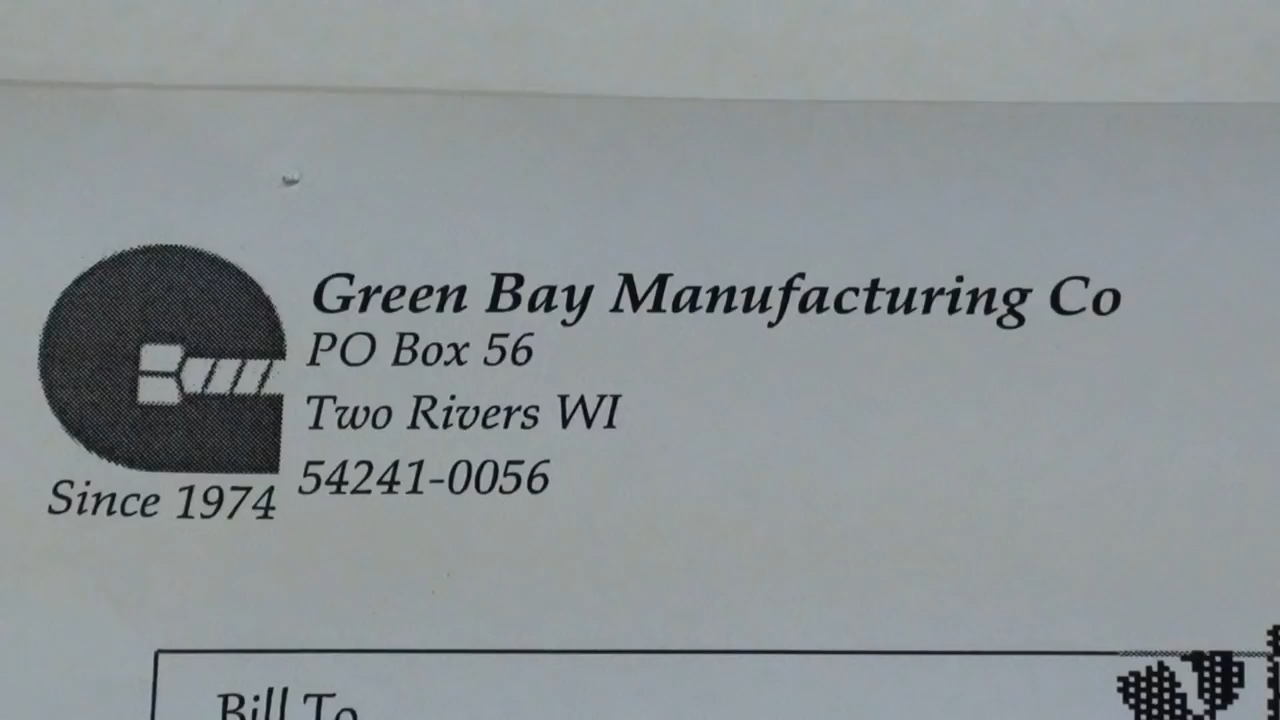 Green Bay Manufacturing Co
PO Box 56
Two Rivers WI
54241-0056
Since 1974
Bill To